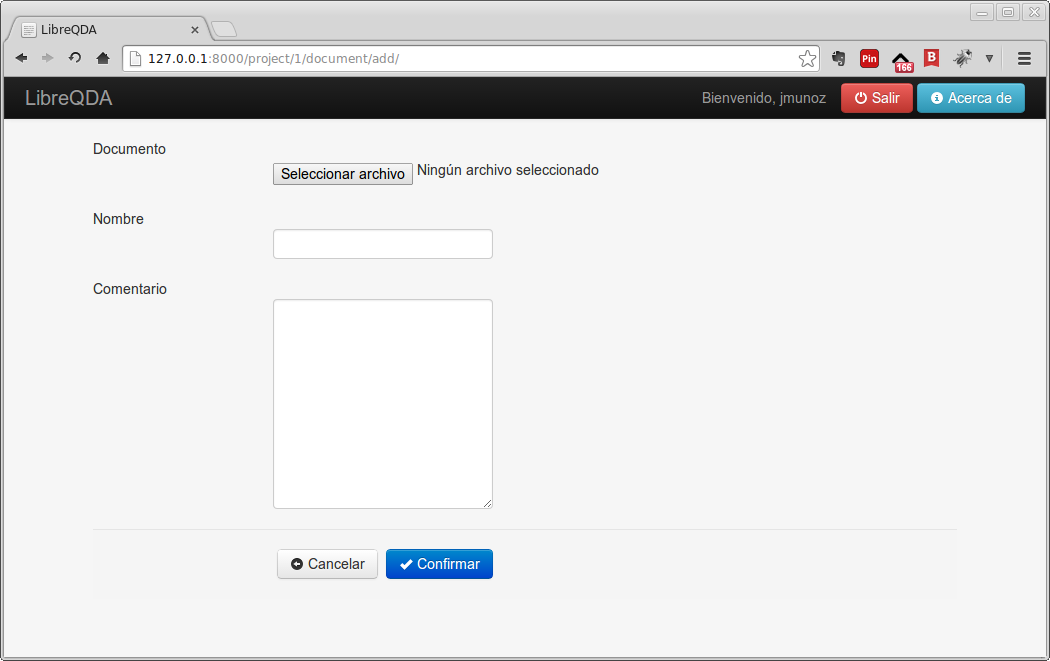 LibreQDA
127.0.0.1:8000/project/1/document/add/
Pin
166
B
LibreQDA
Bienvenido, jmunoz
Salir
Acerca de
Documento
Seleccionar archivo Ningún archivo seleccionado
Nombre
Comentario
Cancelar
Confirmar